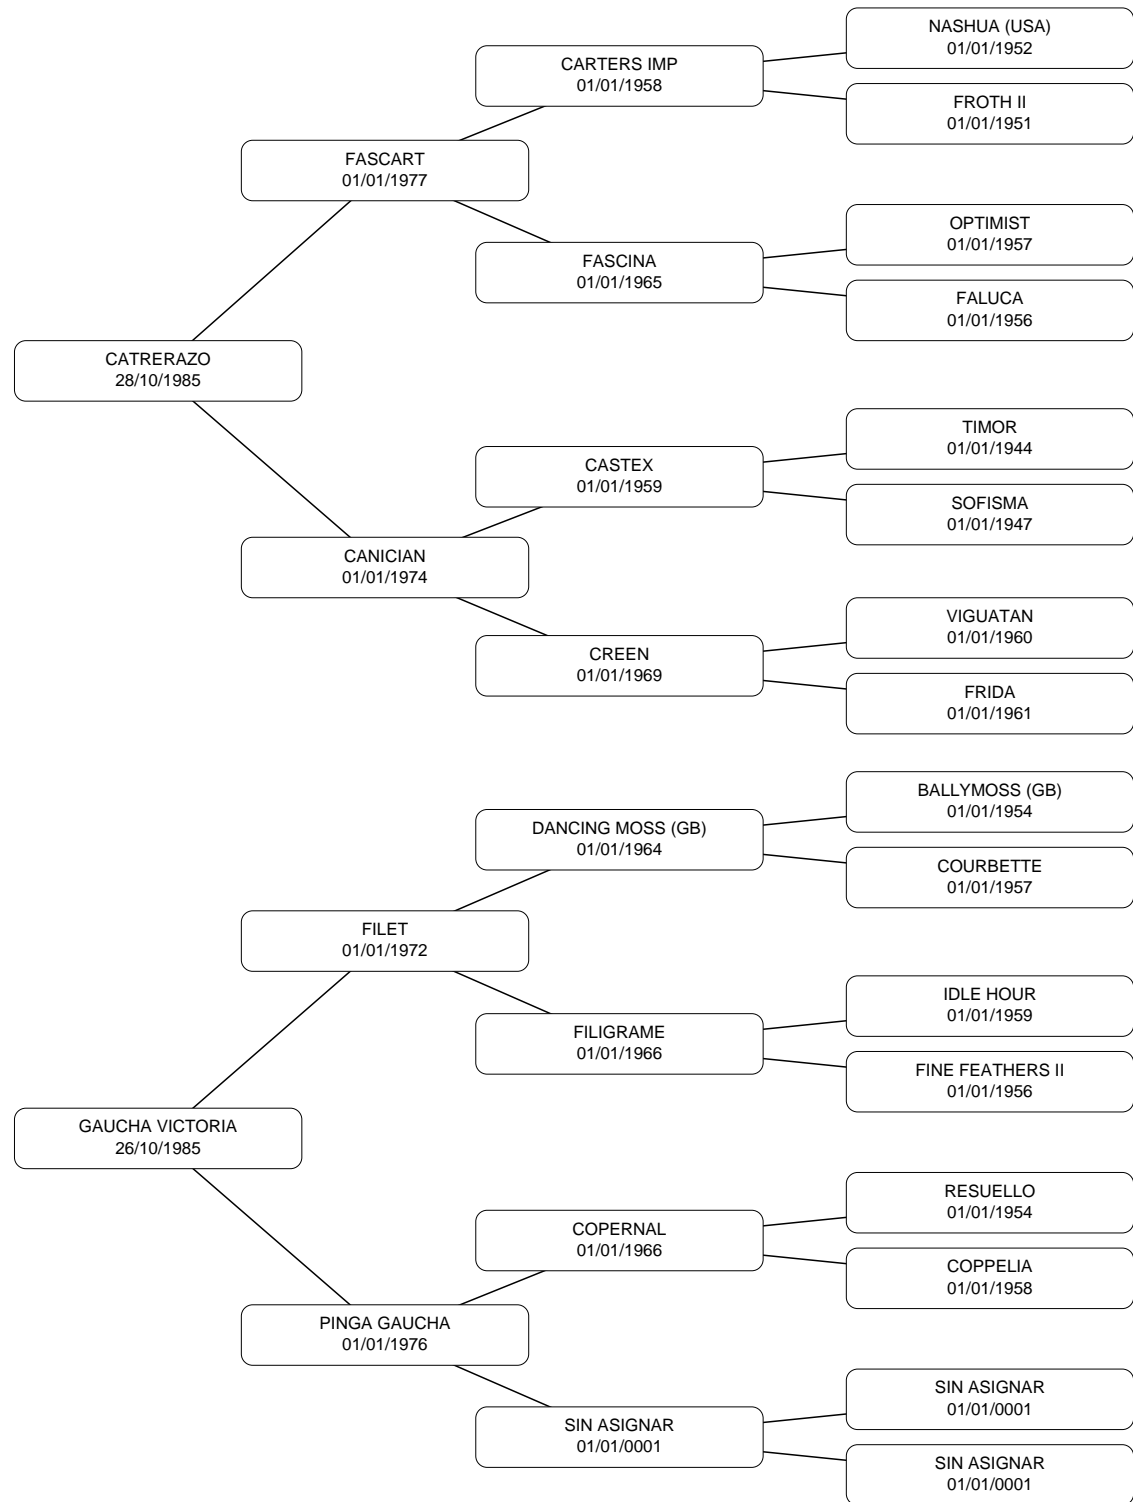 NASHUA (USA)
01/01/1952
CARTERS IMP
01/01/1958
FROTH II
01/01/1951
FASCART
01/01/1977
OPTIMIST
01/01/1957
FASCINA
01/01/1965
FALUCA
01/01/1956
CATRERAZO
28/10/1985
TIMOR
01/01/1944
CASTEX
01/01/1959
SOFISMA
01/01/1947
CANICIAN
01/01/1974
VIGUATAN
01/01/1960
CREEN
01/01/1969
FRIDA
01/01/1961
BALLYMOSS (GB)
01/01/1954
DANCING MOSS (GB)
01/01/1964
COURBETTE
01/01/1957
FILET
01/01/1972
IDLE HOUR
01/01/1959
FILIGRAME
01/01/1966
FINE FEATHERS II
01/01/1956
GAUCHA VICTORIA
26/10/1985
RESUELLO
01/01/1954
COPERNAL
01/01/1966
COPPELIA
01/01/1958
PINGA GAUCHA
01/01/1976
SIN ASIGNAR
01/01/0001
SIN ASIGNAR
01/01/0001
SIN ASIGNAR
01/01/0001